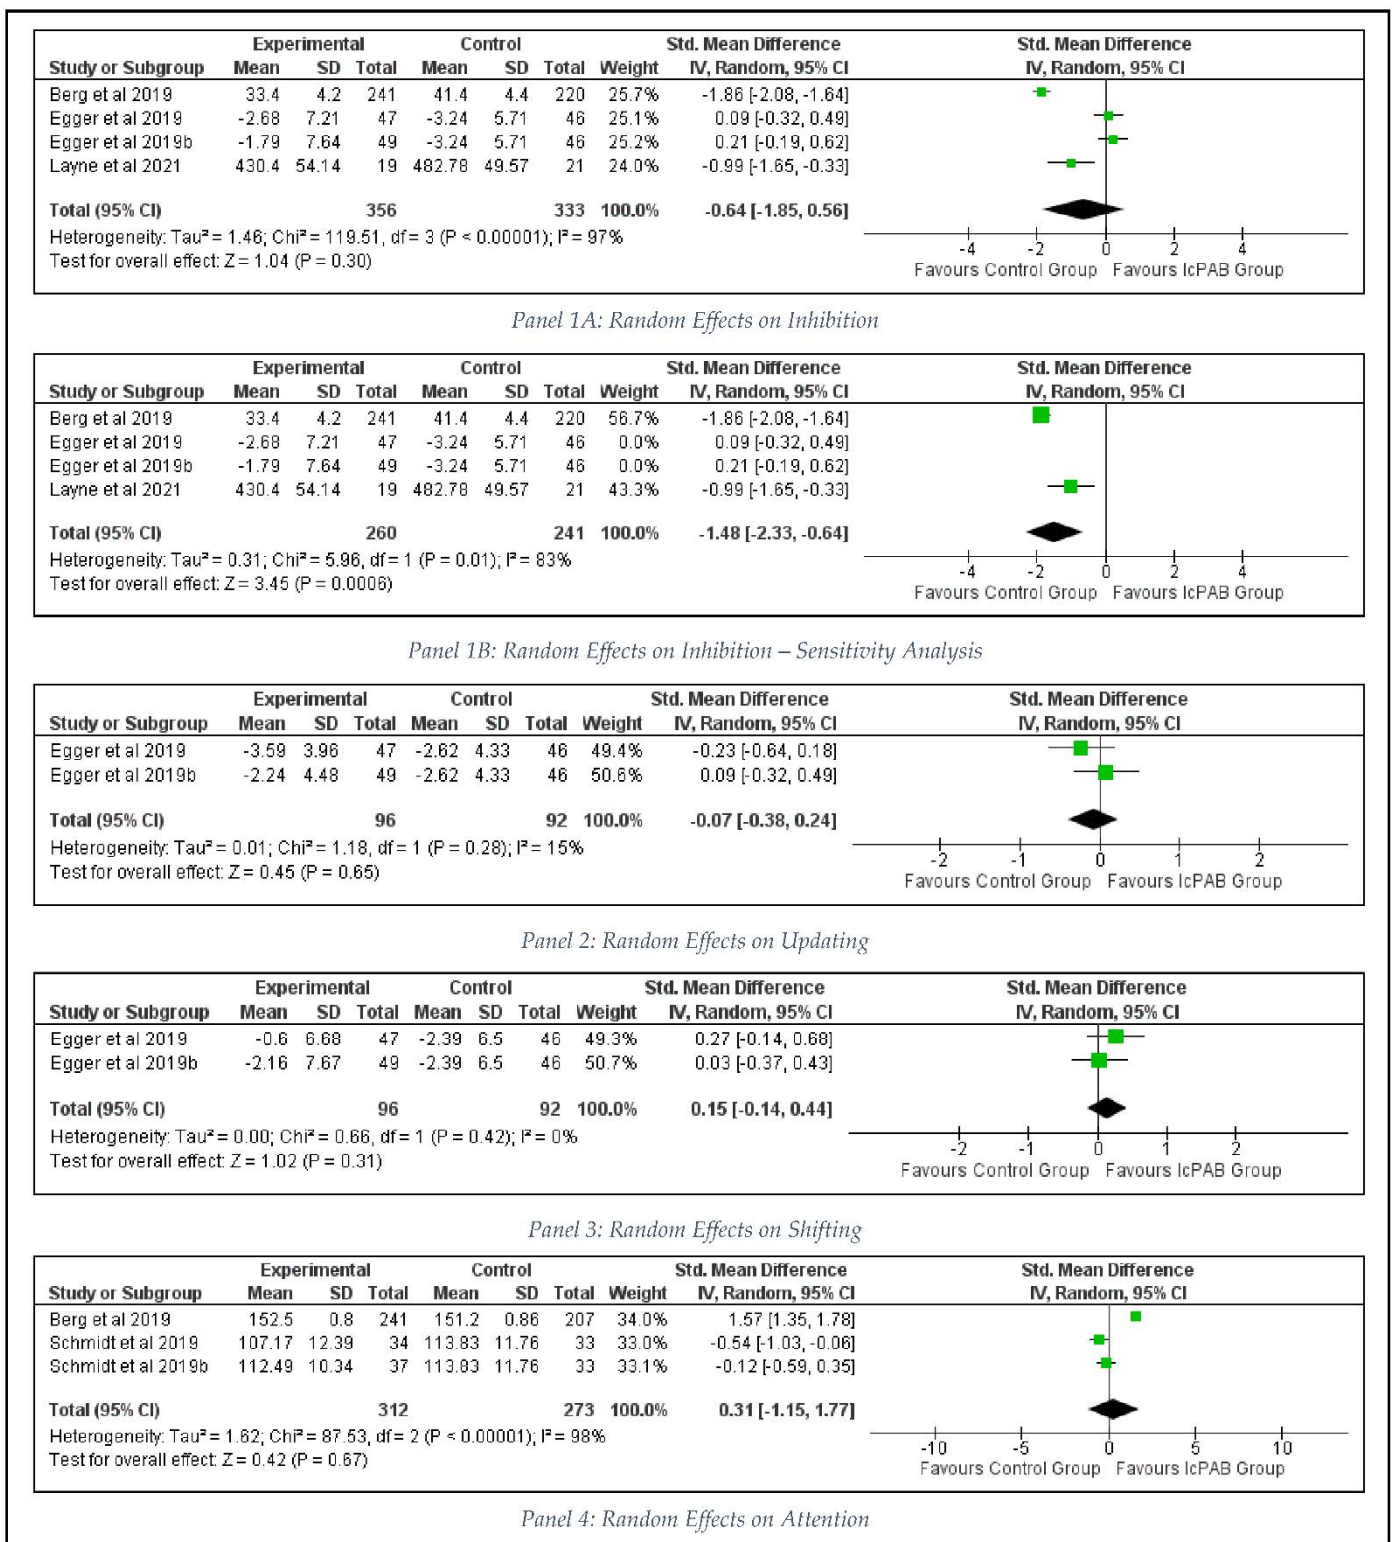 Experimental Control Std. Mean Difference Std. Mean Difference
Study or Subgroup Mean SD Total Mean SD Total Weight IV, Random, 95% CI IV, Random, 95% CI
Berg et al 2019 33.4 4.2 241 41.4 4.4 220 25.7% -1.86 [-2.08, -1.64]
Egger et al 2019 -2.68 7.21 47 -3.24 5.71 46 25.1% 0.09 [-0.32, 0.49]
Egger et al 2019b -1.79 7.64 49 -3.24 5.71 46 25.2% 0.21 [-0.19, 0.62]
Layne et al 2021 430.4 54.14 19 482.78 49.57 21 24.0% -0.99 [-1.65, -0.33]
Total (95% CI) 356 333 100.0% -0.64 [-1.85, 0.56]
Heterogeneity: Tau² = 1.46; Chi² = 119.51, df = 3 (P < 0.00001); I² = 97%
Test for overall effect: Z = 1.04 (P = 0.30)
-4 -2 0 2 4
Favours Control Group Favours IcPAB Group
Panel 1A: Random Effects on Inhibition
Experimental Control Std. Mean Difference Std. Mean Difference
Study or Subgroup Mean SD Total Mean SD Total Weight IV, Random, 95% CI IV, Random, 95% CI
Berg et al 2019 33.4 4.2 241 41.4 4.4 220 56.7% -1.86 [-2.08, -1.64]
Egger et al 2019 -2.68 7.21 47 -3.24 5.71 46 0.0% 0.09 [-0.32, 0.49]
Egger et al 2019b -1.79 7.64 49 -3.24 5.71 46 0.0% 0.21 [-0.19, 0.62]
Layne et al 2021 430.4 54.14 19 482.78 49.57 21 43.3% -0.99 [-1.65, -0.33]
Total (95% CI) 260 241 100.0% -1.48 [-2.33, -0.64]
Heterogeneity: Tau² = 0.31; Chi² = 5.96, df = 1 (P = 0.01); I² = 83%
Test for overall effect: Z = 3.45 (P = 0.0006)
-4 -2 0 2 4
Favours Control Group Favours IcPAB Group
Panel 1B: Random Effects on Inhibition – Sensitivity Analysis
Experimental Control Std. Mean Difference Std. Mean Difference
Study or Subgroup Mean SD Total Mean SD Total Weight IV, Random, 95% CI IV, Random, 95% CI
Egger et al 2019 -3.59 3.96 47 -2.62 4.33 46 49.4% -0.23 [-0.64, 0.18]
Egger et al 2019b -2.24 4.48 49 -2.62 4.33 46 50.6% 0.09 [-0.32, 0.49]
Total (95% CI) 96 92 100.0% -0.07 [-0.38, 0.24]
Heterogeneity: Tau² = 0.01; Chi² = 1.18, df = 1 (P = 0.28); I² = 15%
Test for overall effect: Z = 0.45 (P = 0.65)
-2 -1 0 1 2
Favours Control Group Favours IcPAB Group
Panel 2: Random Effects on Updating
Experimental Control Std. Mean Difference Std. Mean Difference
Study or Subgroup Mean SD Total Mean SD Total Weight IV, Random, 95% CI IV, Random, 95% CI
Egger et al 2019 -0.6 6.68 47 -2.39 6.5 46 49.3% 0.27 [-0.14, 0.68]
Egger et al 2019b -2.16 7.67 49 -2.39 6.5 46 50.7% 0.03 [-0.37, 0.43]
Total (95% CI) 96 92 100.0% 0.15 [-0.14, 0.44]
Heterogeneity: Tau² = 0.00; Chi² = 0.66, df = 1 (P = 0.42); I² = 0%
Test for overall effect: Z = 1.02 (P = 0.31)
-2 -1 0 1 2
Favours Control Group Favours IcPAB Group
Panel 3: Random Effects on Shifting
Experimental Control Std. Mean Difference Std. Mean Difference
Study or Subgroup Mean SD Total Mean SD Total Weight IV, Random, 95% CI IV, Random, 95% CI
Berg et al 2019 152.5 0.8 241 151.2 0.86 207 34.0% 1.57 [1.35, 1.78]
Schmidt et al 2019 107.17 12.39 34 113.83 11.76 33 33.0% -0.54 [-1.03, -0.06]
Schmidt et al 2019b 112.49 10.34 37 113.83 11.76 33 33.1% -0.12 [-0.59, 0.35]
Total (95% CI) 312 273 100.0% 0.31 [-1.15, 1.77]
Heterogeneity: Tau² = 1.62; Chi² = 87.53, df = 2 (P < 0.00001); I² = 98%
Test for overall effect: Z = 0.42 (P = 0.67)
-10 -5 0 5 10
Favours Control Group Favours IcPAB Group
Panel 4: Random Effects on Attention